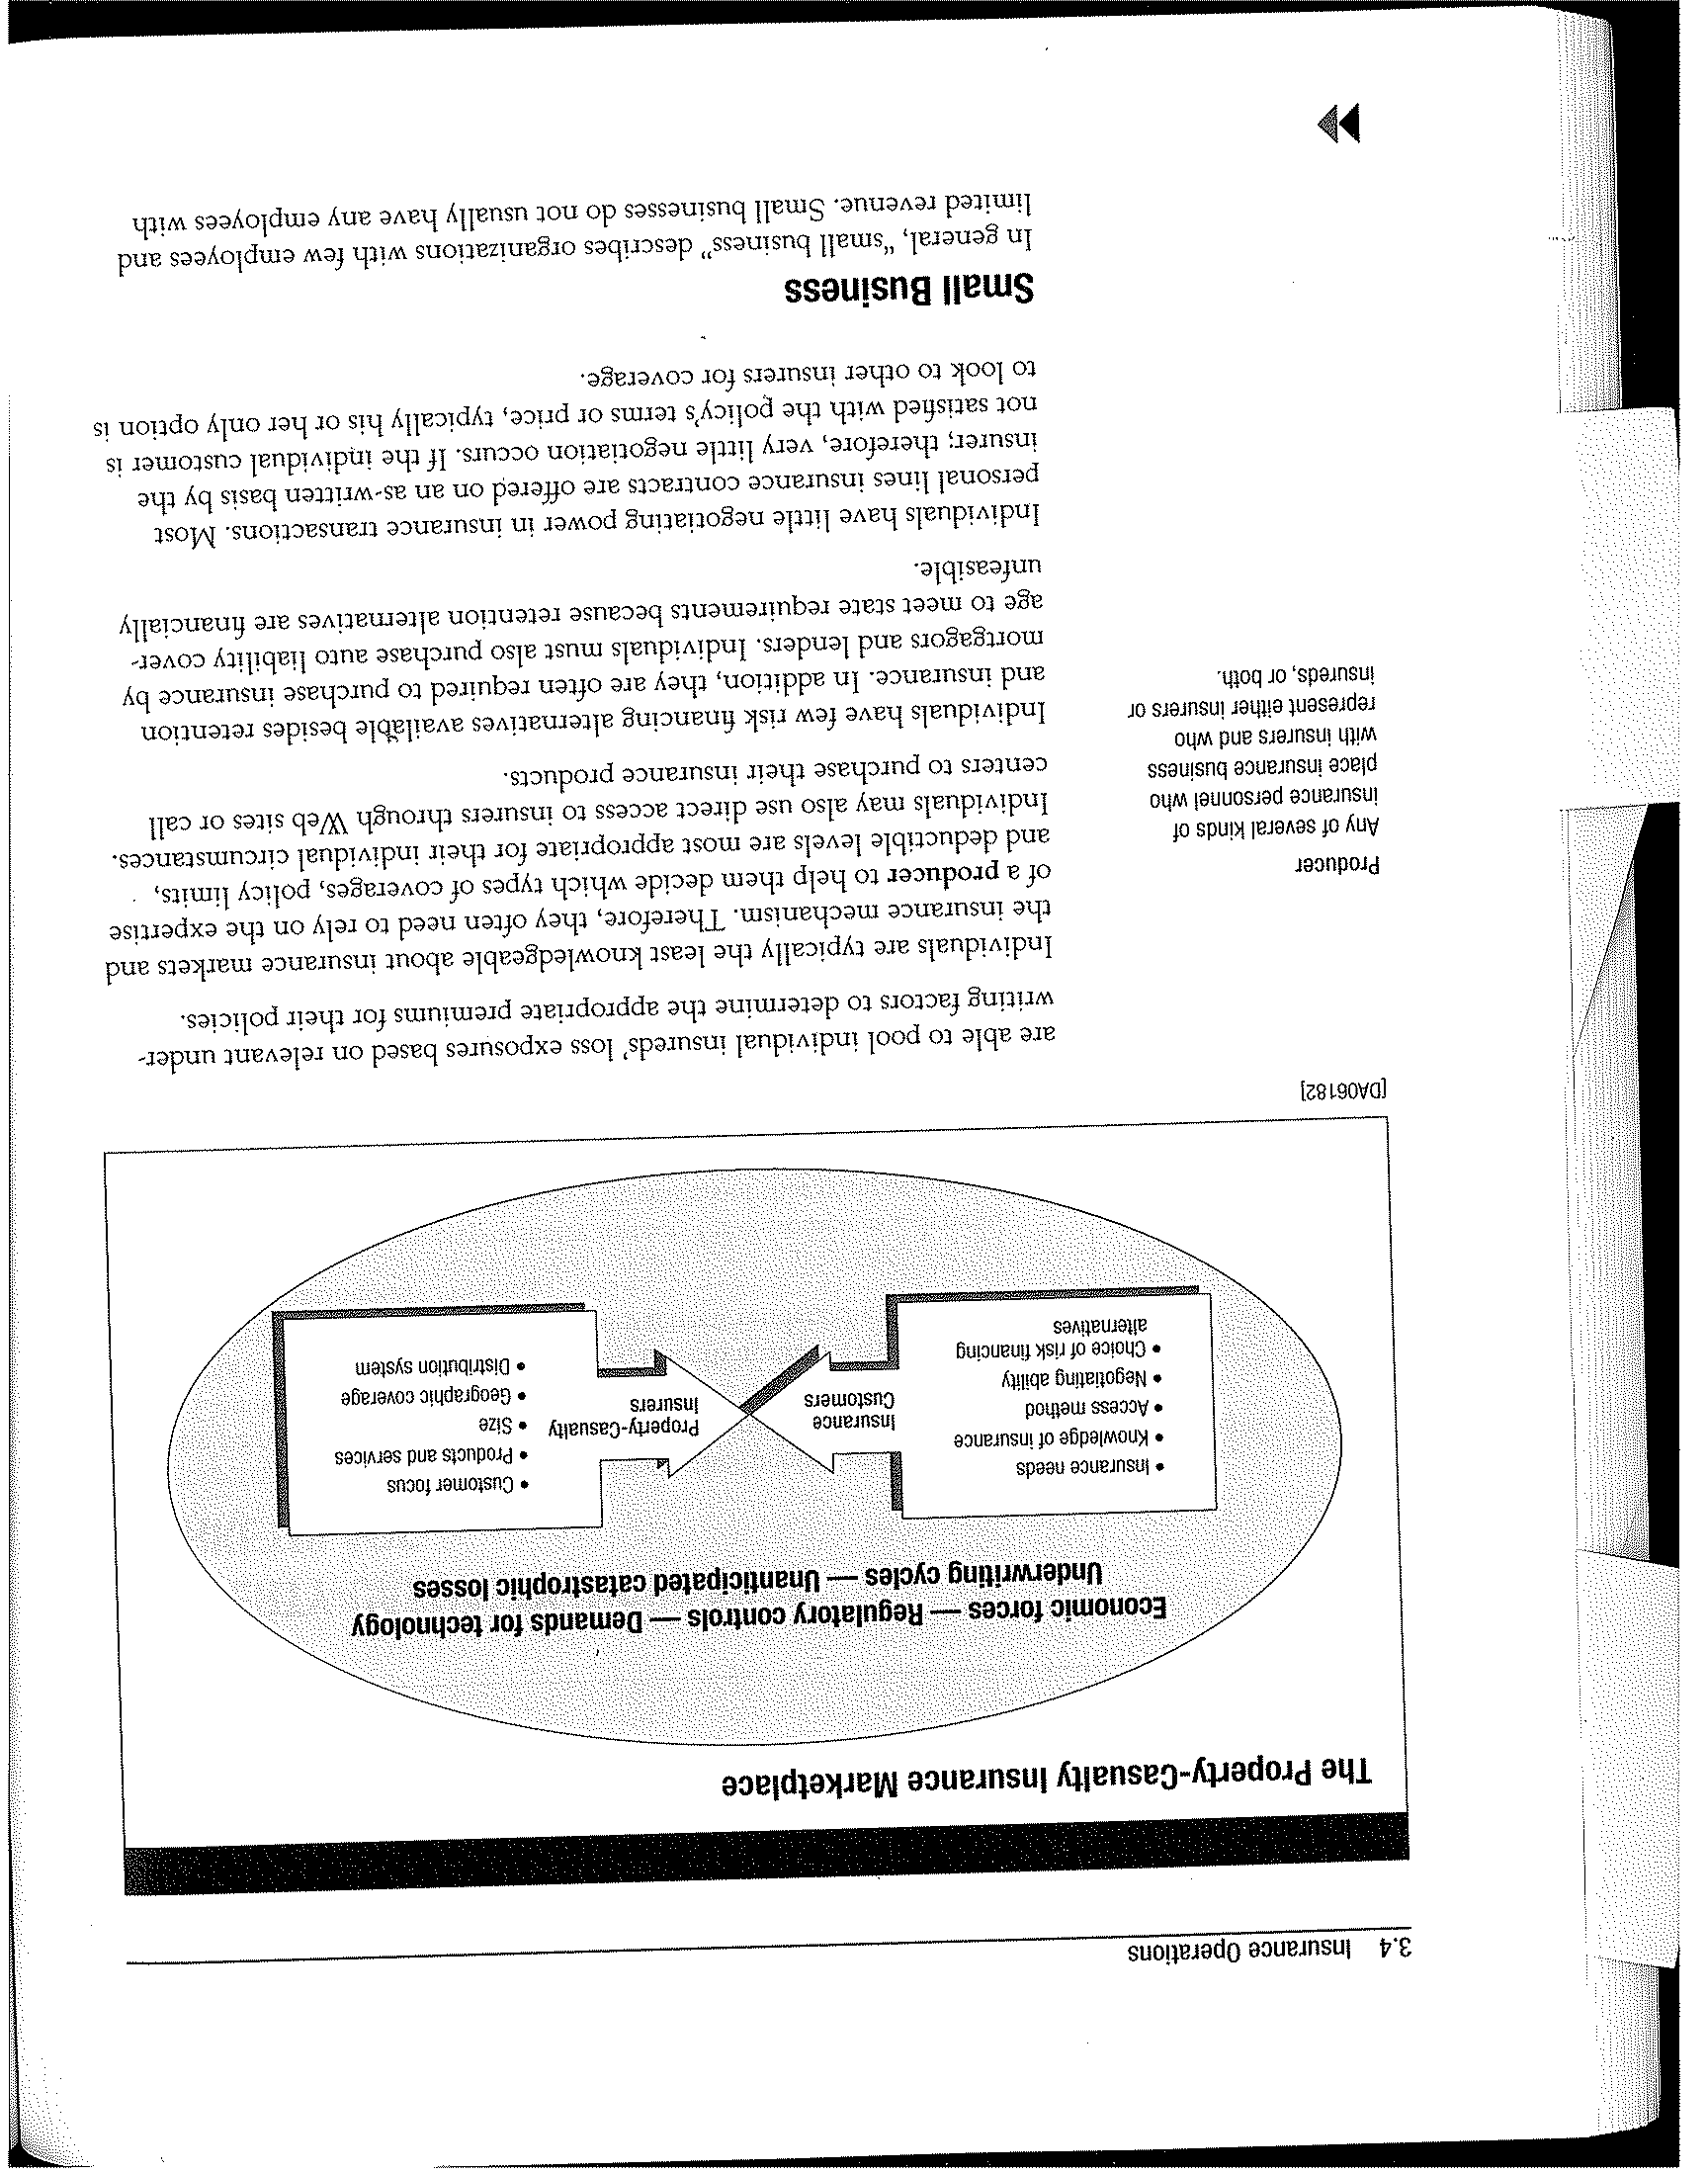 3.4 Insurance Operations
The Property-Casualty Insurance Marketplace
Economic forces — Regulatory controls — Demands for technology
Underwriting cycles — Unanticipated catastrophic losses
• Insurance needs
• Knowledge of insurance
• Access method
• Negotiating ability
• Choice of risk financing
alternatives
Insurance
Customers
Property-Casualty
Insurers
• Customer focus
• Products and services
• Size
• Geographic coverage
• Distribution system
[DA06182]
are able to pool individual insureds' loss exposures based on relevant under-
writing factors to determine the appropriate premiums for their policies.
Individuals are typically the least knowledgeable about insurance markets and
the insurance mechanism. Therefore, they often need to rely on the expertise
of a producer to help them decide which types of coverages, policy limits,
and deductible levels are most appropriate for their individual circumstances.
Individuals may also use direct access to insurers through Web sites or call
centers to purchase their insurance products.
Producer
Any of several kinds of
insurance personnel who
place insurance business
with insurers and who
represent either insurers or
insureds, or both.
Individuals have few risk financing alternatives available besides retention
and insurance. In addition, they are often required to purchase insurance by
mortgagors and lenders. Individuals must also purchase auto liability cover-
age to meet state requirements because retention alternatives are financially
unfeasible.
Individuals have little negotiating power in insurance transactions. Most
personal lines insurance contracts are offered on an as-written basis by the
insurer; therefore, very little negotiation occurs. If the individual customer is
not satisfied with the policy's terms or price, typically his or her only option is
to look to other insurers for coverage.
Small Business
In general, "small business" describes organizations with few employees and
limited revenue. Small businesses do not usually have any employees with